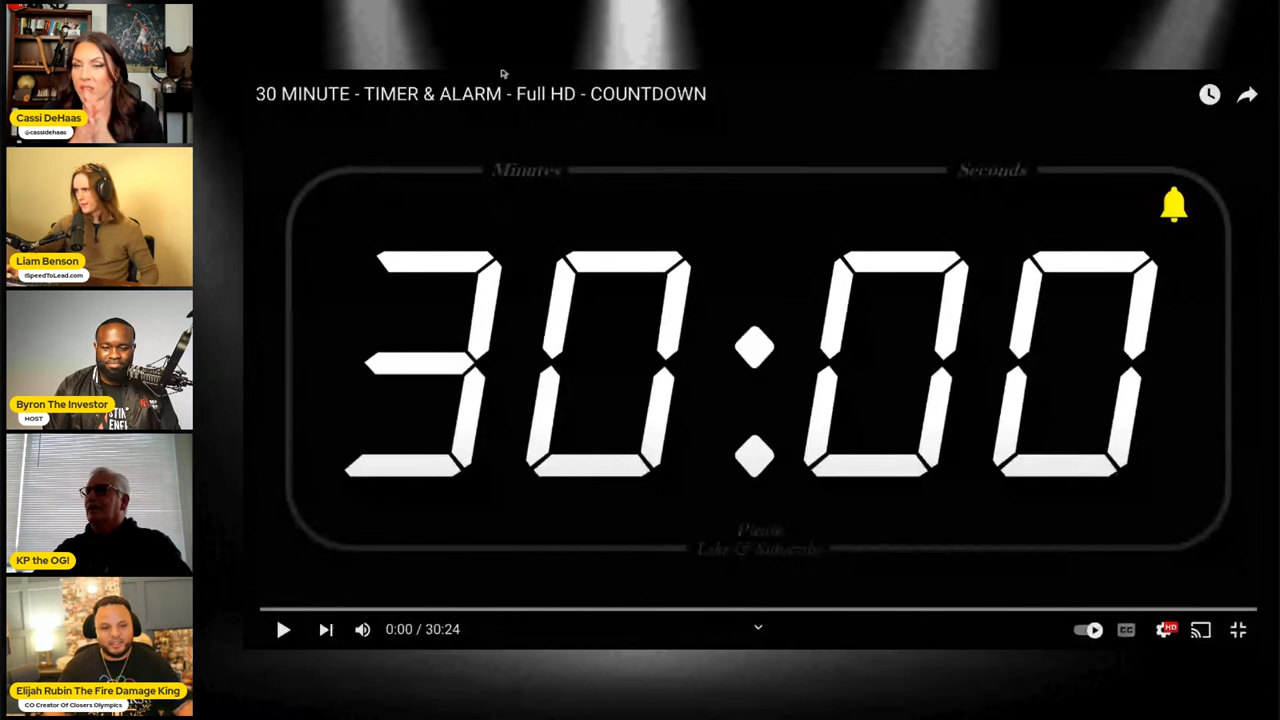 Cassi DeHaas
@cassidehaas
Liam Benson
ISpeedToLead.com
Byron The Investor
HOST
KP the OG!
Elijah Rubin The Fire Damage King
CO Creator Of Closers Olympics
30 MINUTE - TIMER & ALARM - Full HD - COUNTDOWN
Minutes
Seconds
30:00
Please
Like & Subscribe
0:00 / 30:24
CC
HD